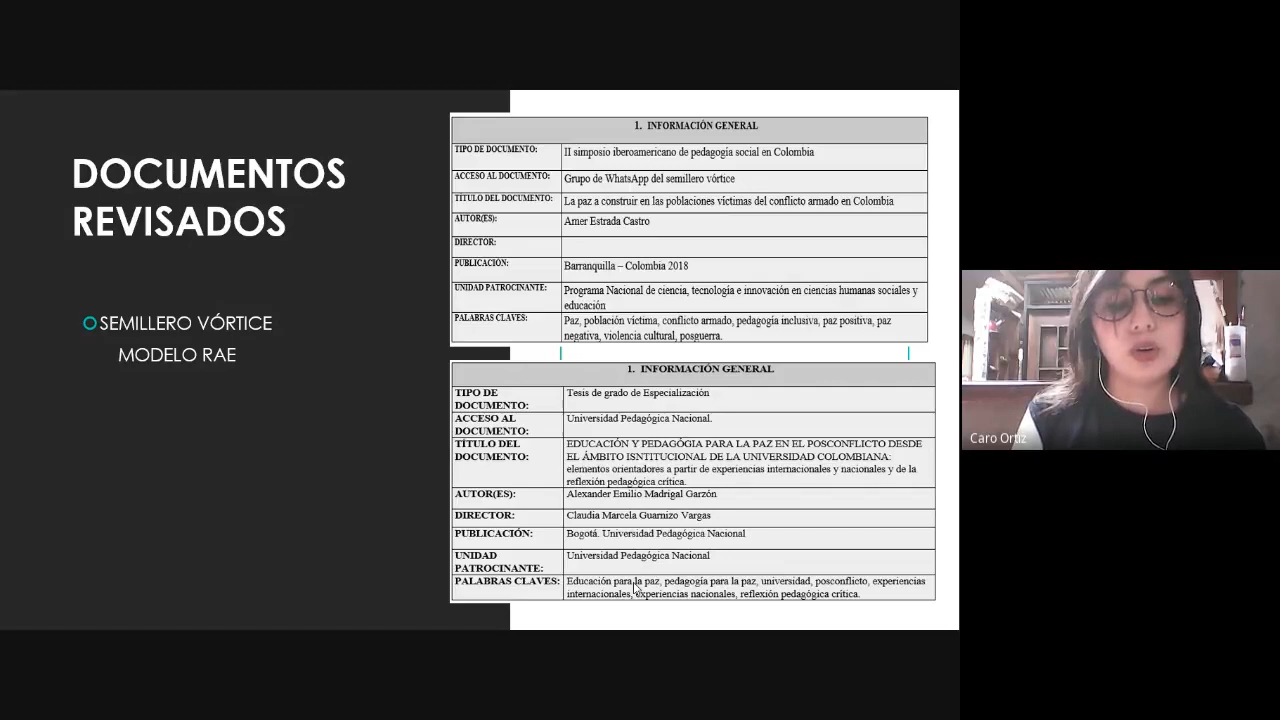 DOCUMENTOS
REVISADOS
SEMILLERO VÓRTICE
MODELO RAE
1. INFORMACIÓN GENERAL
TIPO DE DOCUMENTO: II simposio iberoamericano de pedagogía social en Colombia
ACCESO AL DOCUMENTO: Grupo de WhatsApp del semillero vórtice
TITULO DEL DOCUMENTO: La paz a construir en las poblaciones víctimas del conflicto armado en Colombia
AUTOR(ES): Amer Estrada Castro
DIRECTOR:
PUBLICACIÓN: Barranquilla – Colombia 2018
UNIDAD PATROCINANTE: Programa Nacional de ciencia, tecnología e innovación en ciencias humanas sociales y
educación
PALABRAS CLAVES: Paz, población víctima, conflicto armado, pedagogía inclusiva, paz positiva, paz
negativa, violencia cultural, posguerra.
1. INFORMACIÓN GENERAL
TIPO DE Tesis de grado de Especialización
DOCUMENTO:
ACCESO AL Universidad Pedagógica Nacional.
DOCUMENTO:
TÍTULO DEL EDUCACIÓN Y PEDAGÓGIA PARA LA PAZ EN EL POSCONFLICTO DESDE
DOCUMENTO: EL ÁMBITO ISNTITUCIONAL DE LA UNIVERSIDAD COLOMBIANA:
elementos orientadores a partir de experiencias internacionales y nacionales y de la
reflexión pedagógica crítica.
AUTOR(ES): Alexander Emilio Madrigal Garzón
DIRECTOR: Claudia Marcela Guarnizo Vargas
PUBLICACIÓN: Bogotá. Universidad Pedagógica Nacional
UNIDAD Universidad Pedagógica Nacional
PATROCINANTE:
PALABRAS CLAVES: Educación para la paz, pedagogía para la paz, universidad, posconflicto, experiencias
internacionales, experiencias nacionales, reflexión pedagógica crítica.
Caro Ortiz